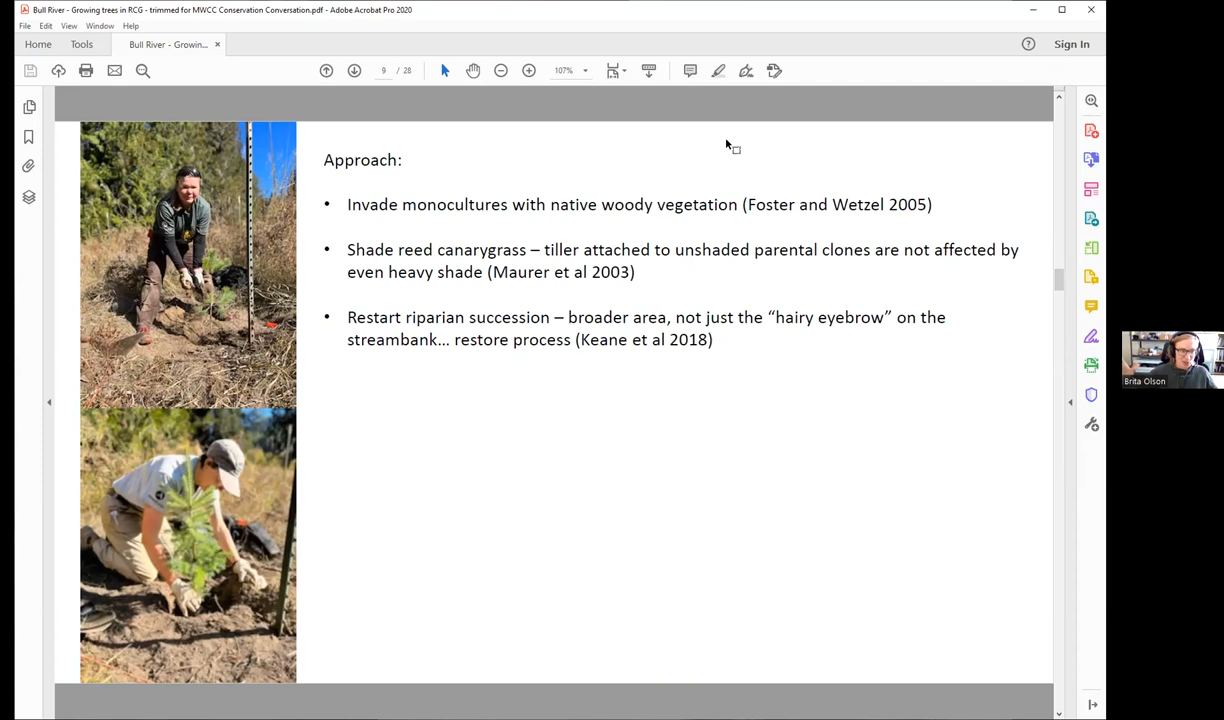 Bull River - Growing trees in RCG - trimmed for MWCC Conservation Conversation.pdf - Adobe Acrobat Pro 2020
File Edit View Window Help
Home Tools Bull River - Growin... ×
Sign In
9 / 28 107%
Approach:
• Invade monocultures with native woody vegetation (Foster and Wetzel 2005)
• Shade reed canarygrass – tiller attached to unshaded parental clones are not affected by
even heavy shade (Maurer et al 2003)
• Restart riparian succession – broader area, not just the “hairy eyebrow” on the
streambank... restore process (Keane et al 2018)
Brita Olson